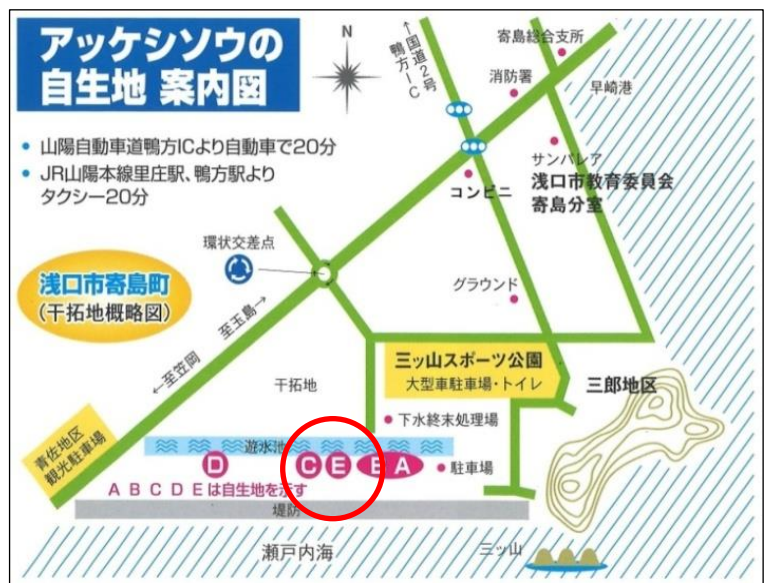 アッケシソウの
自生地 案内図
• 山陽自動車道鴨方ICより自動車で20分
• JR山陽本線里庄駅、鴨方駅より
タクシー20分
N
←国道2号
鴨方IC
寄島総合支所
消防署
早崎港
サンパレア
浅口市教育委員会
寄島分室
コンビニ
環状交差点
浅口市寄島町
(干拓地概略図)
グラウンド
至玉島→
←至笠岡
三ッ山スポーツ公園
大型車駐車場・トイレ
干拓地
三郎地区
下水終末処理場
青佐地区
観光駐車場
遊水池
D C E B A
駐車場
A B C D E は自生地を示す
堤防
瀬戸内海
三ッ山